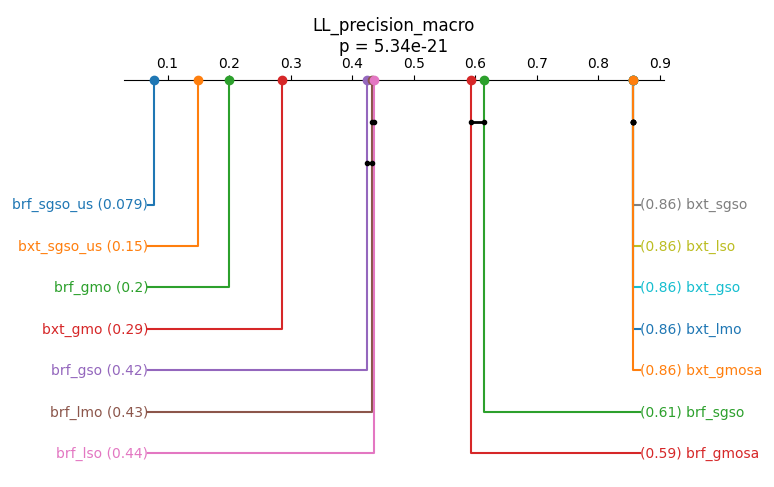 LL_precision_macro
p = 5.34e-21
0.1 0.2 0.3 0.4 0.5 0.6 0.7 0.8 0.9
brf_sgso_us (0.079) (0.86) bxt_sgso
bxt_sgso_us (0.15) (0.86) bxt_lso
brf_gmo (0.2) (0.86) bxt_gso
bxt_gmo (0.29) (0.86) bxt_lmo
brf_gso (0.42) (0.86) bxt_gmosa
brf_lmo (0.43) (0.61) brf_sgso
brf_lso (0.44) (0.59) brf_gmosa